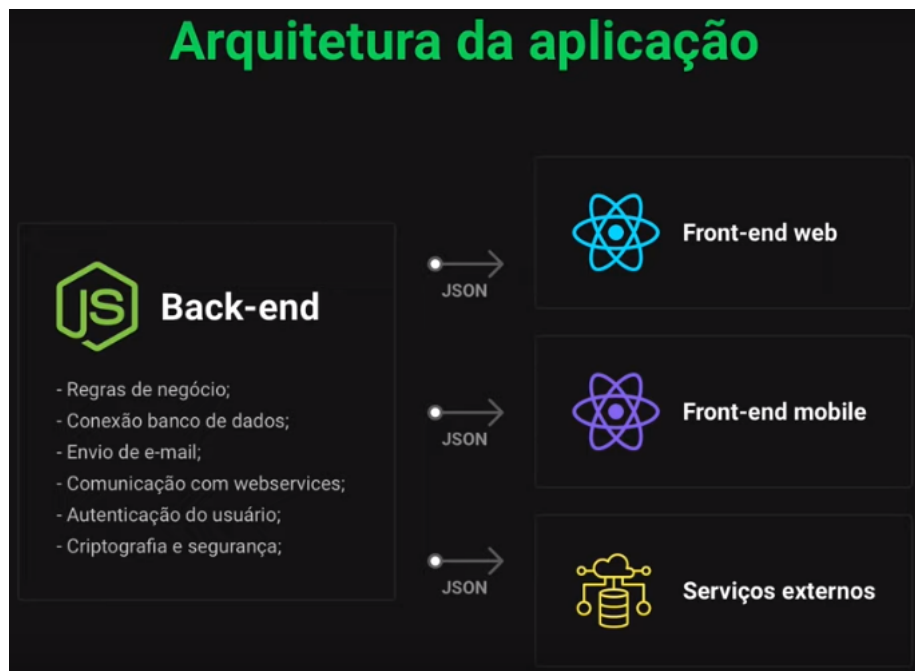 Arquitetura da aplicação
JS
Back-end
- Regras de negócio;
- Conexão banco de dados;
- Envio de e-mail;
- Comunicação com webservices;
- Autenticação do usuário;
- Criptografia e segurança;
JSON
JSON
JSON
Front-end web
Front-end mobile
Serviços externos